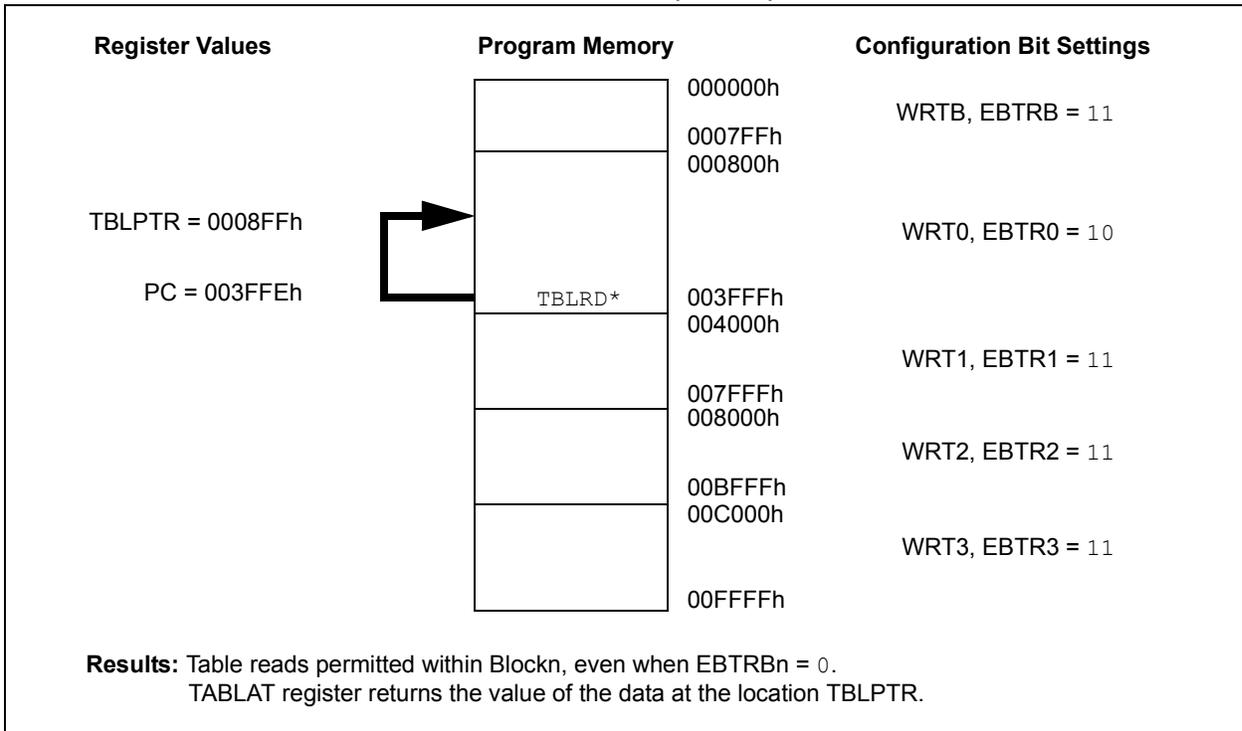 Register Values
Program Memory
Configuration Bit Settings
000000h
WRTB, EBTRB = 11
0007FFh
000800h
TBLPTR = 0008FFh
WRT0, EBTR0 = 10
PC = 003FFEh
TBLRD*
003FFFh
004000h
WRT1, EBTR1 = 11
007FFFh
008000h
WRT2, EBTR2 = 11
00BFFFh
00C000h
WRT3, EBTR3 = 11
00FFFFh
Results: Table reads permitted within Blockn, even when EBTRBn = 0.
TABLAT register returns the value of the data at the location TBLPTR.